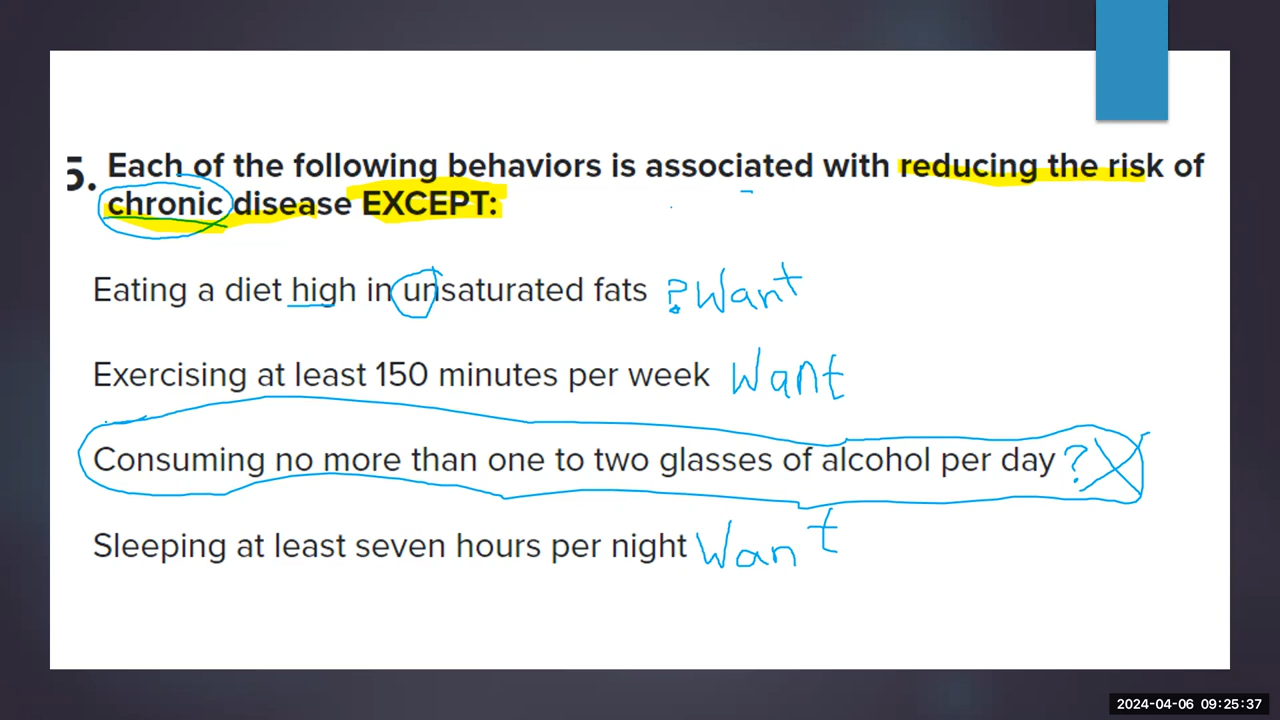 5. Each of the following behaviors is associated with reducing the risk of
chronic disease EXCEPT:
Eating a diet high in unsaturated fats ? Want
Exercising at least 150 minutes per week Want
Consuming no more than one to two glasses of alcohol per day ? X
Sleeping at least seven hours per night Want
2024-04-06 09:25:37